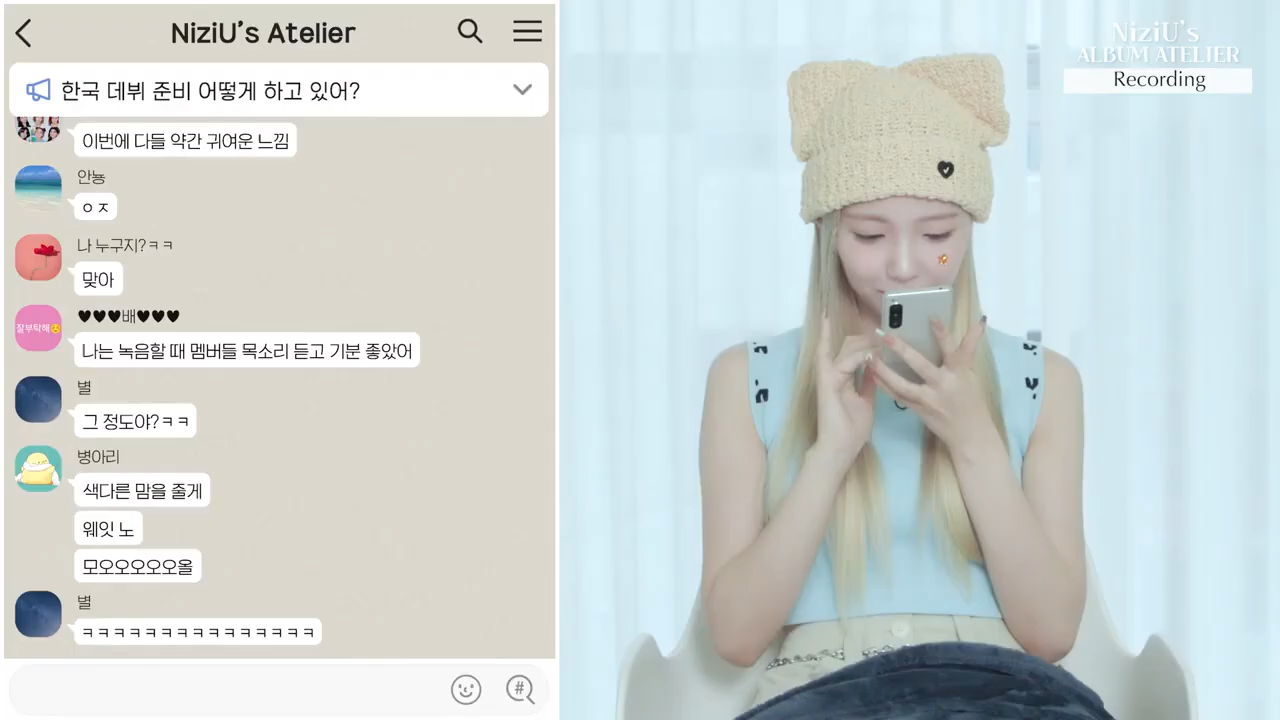 NiziU's Atelier
한국 데뷔 준비 어떻게 하고 있어?
이번에 다들 약간 귀여운 느낌
안뇽
ㅇㅈ
나 누구지?ㅋㅋ
맞아
♥♥♥배♥♥♥
잘부탁해
나는 녹음할 때 멤버들 목소리 듣고 기분 좋았어
별
그 정도야?ㅋㅋ
병아리
색다른 맘을 줄게
웨잇 노
모오오오오오올
별
ㅋㅋㅋㅋㅋㅋㅋㅋㅋㅋㅋㅋㅋㅋㅋ
#
NiziU's
ALBUM ATELIER
Recording